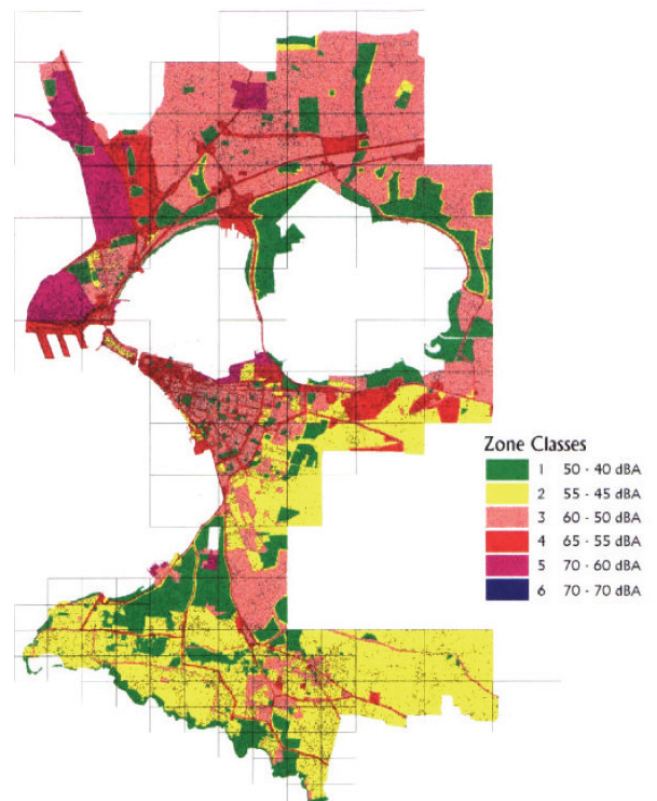 Zone Classes
1 50 - 40 dBA
2 55 - 45 dBA
3 60 - 50 dBA
4 65 - 55 dBA
5 70 - 60 dBA
6 70 - 70 dBA